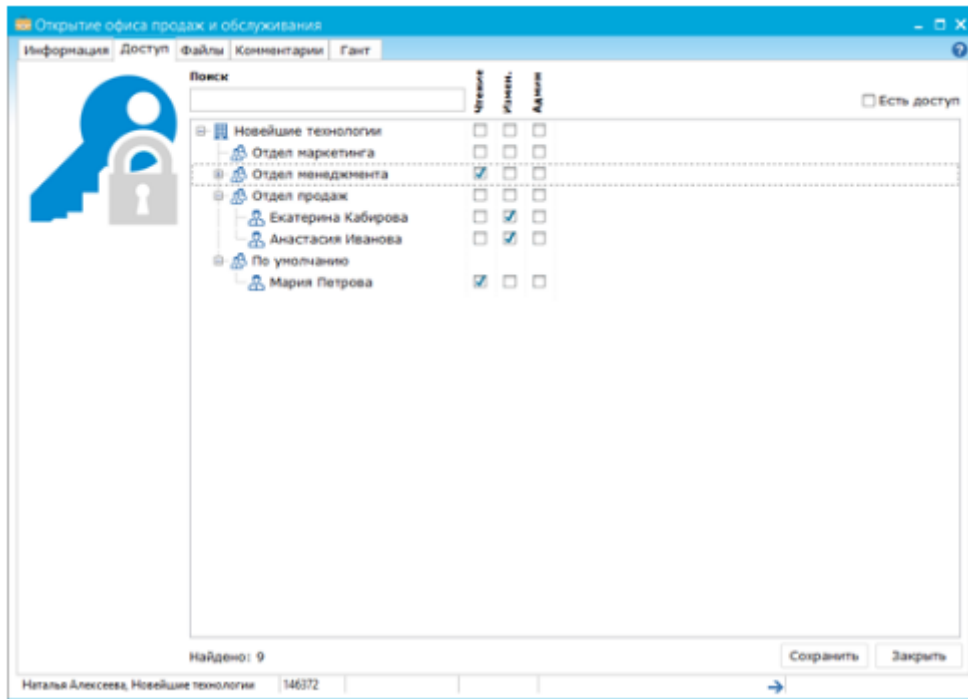 Открытие офиса продаж и обслуживания
Информация Доступ Файлы Комментарии Гант
Поиск Чтение Измен. Админ
Есть доступ
Новейшие технологии
Отдел маркетинга
Отдел менеджмента
Отдел продаж
Екатерина Кабирова
Анастасия Иванова
По умолчанию
Мария Петрова
Найдено: 9 Сохранить Закрыть
Наталья Алексеева, Новейшие технологии 146372